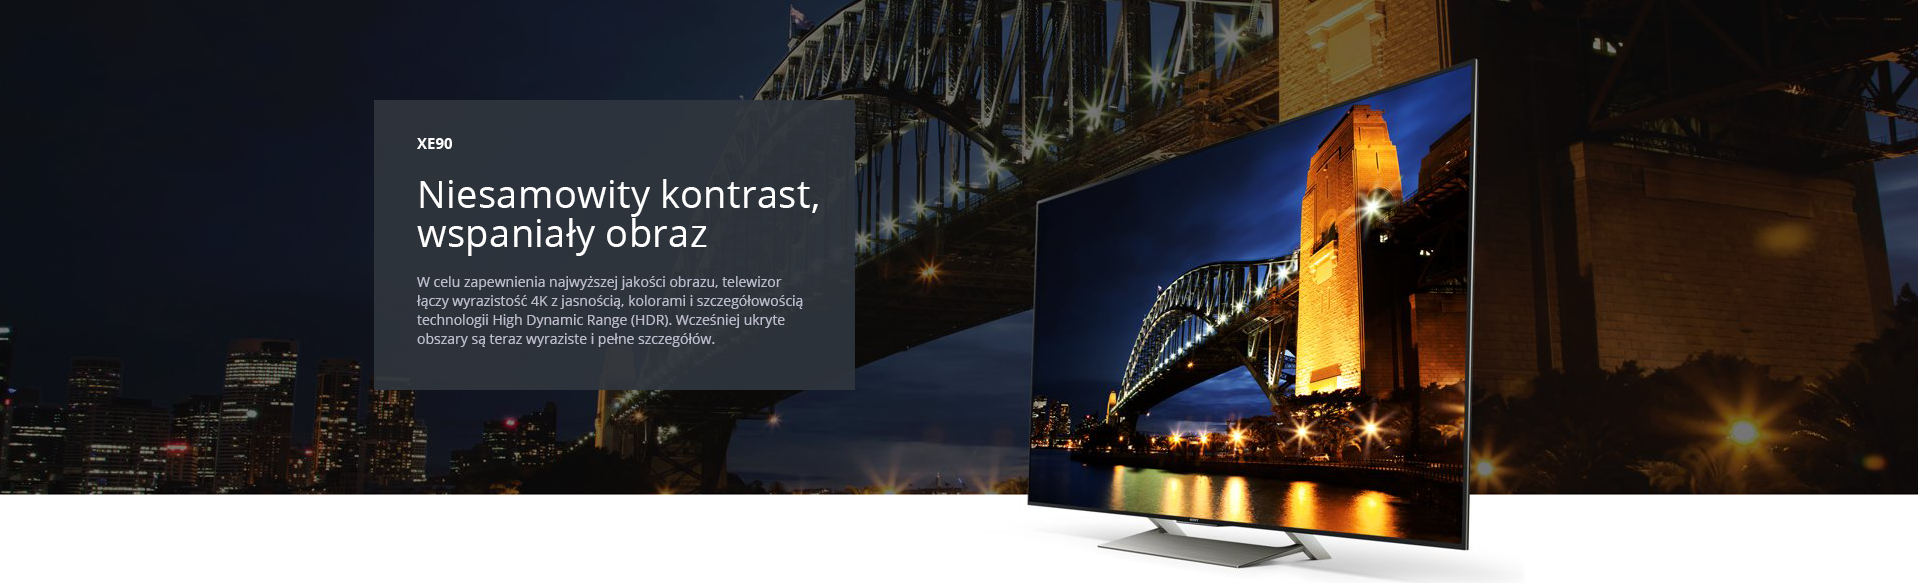 XE90
Niesamowity kontrast,
wspaniały obraz
W celu zapewnienia najwyższej jakości obrazu, telewizor
łączy wyrazistość 4K z jasnością, kolorami i szczegółowością
technologii High Dynamic Range (HDR). Wcześniej ukryte
obszary są teraz wyraziste i pełne szczegółów.
SONY